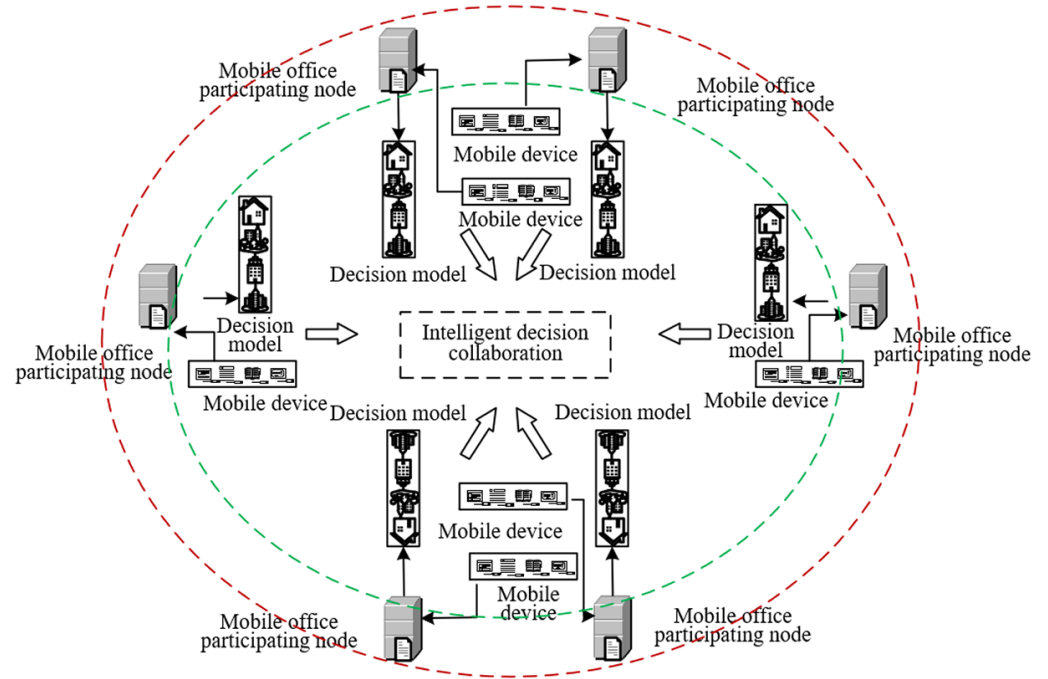 Mobile office
participating node
Mobile office
participating node
Mobile device
Mobile device
Decision model
Decision model
Decision
model
Mobile office
participating node
Mobile device
Intelligent decision
collaboration
Decision
model
Mobile office
participating node
Mobile device
Decision model
Decision model
Mobile device
Mobile
device
Mobile office
participating node
Mobile office
participating node